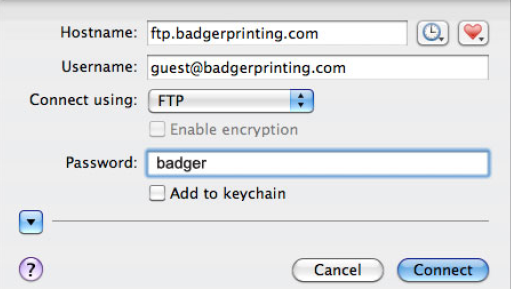 Hostname: ftp.badgerprinting.com
Username: guest@badgerprinting.com
Connect using: FTP
Enable encryption
Password: badger
Add to keychain
? Cancel Connect